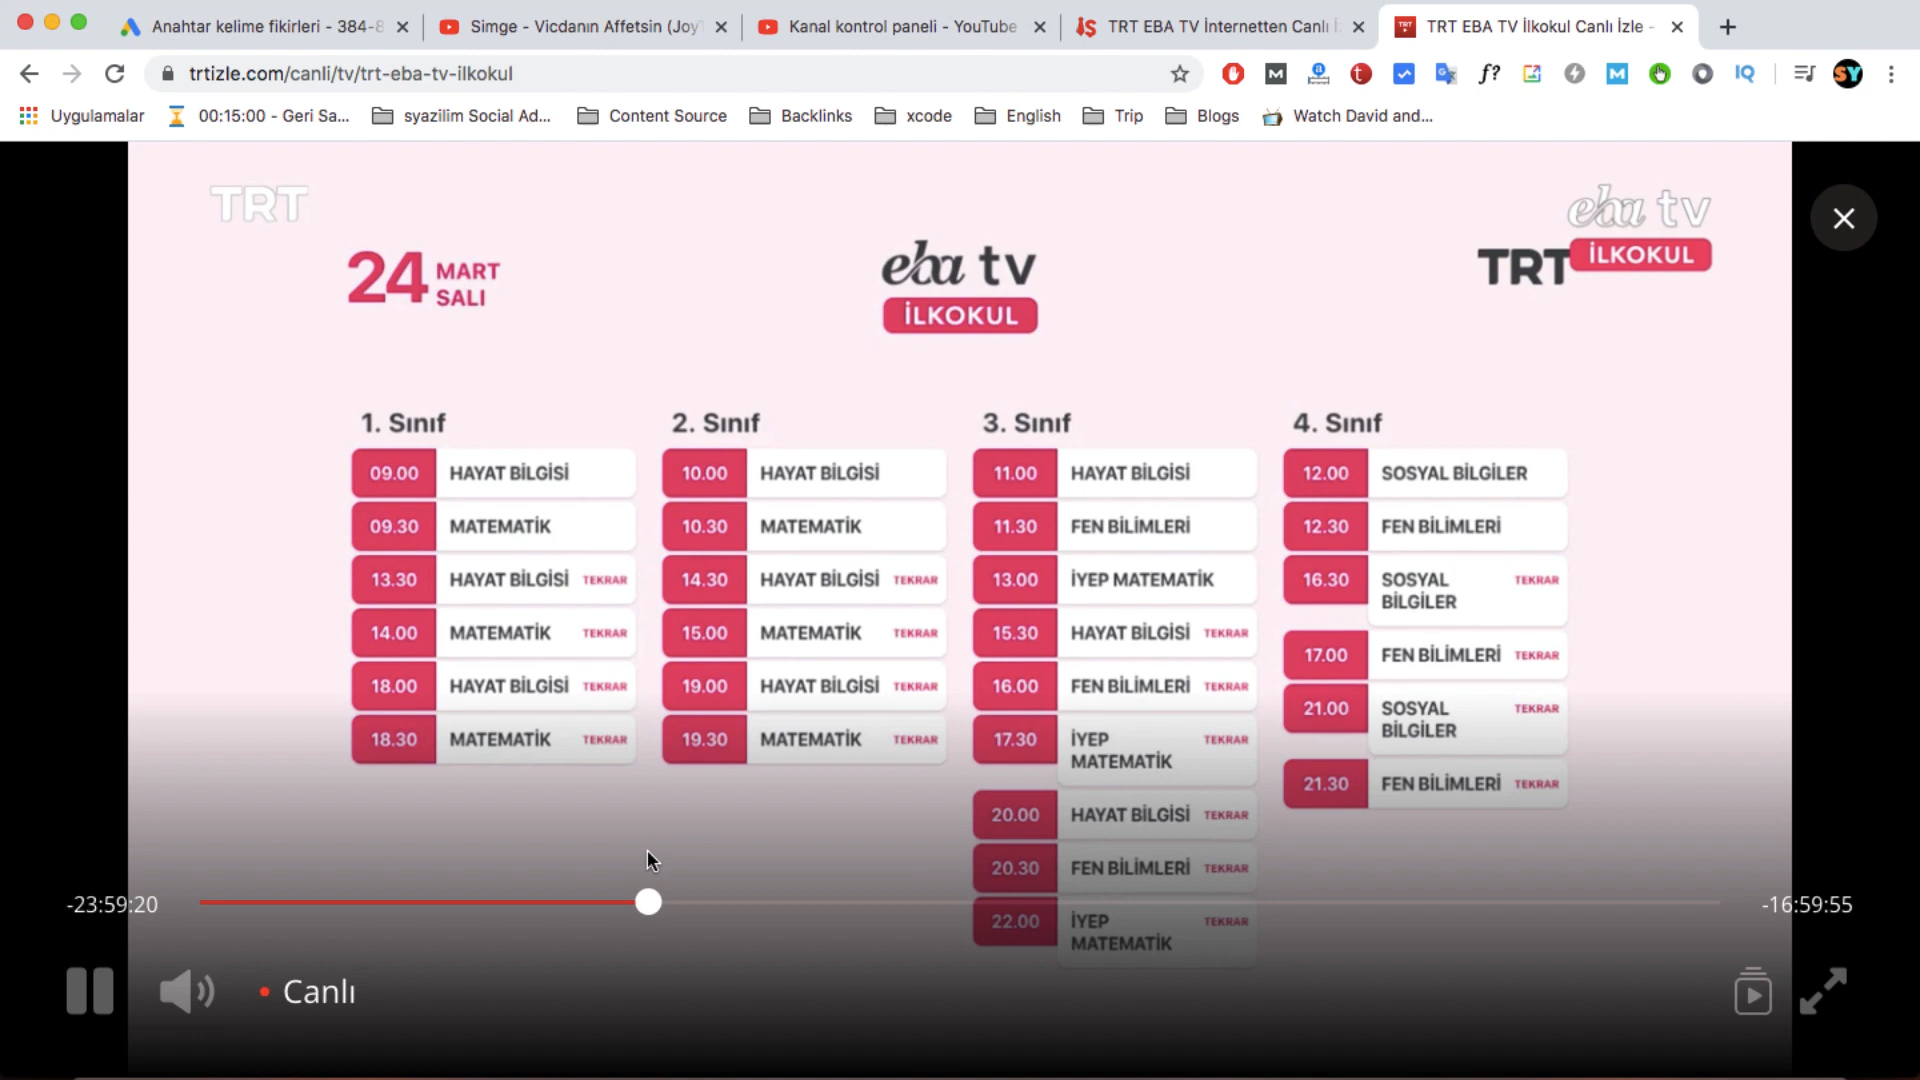 Anahtar kelime fikirleri - 384-8
Simge - Vicdanın Affetsin (Joy
Kanal kontrol paneli - YouTube
TRT EBA TV İnternetten Canlı İ
TRT EBA TV İlkokul Canlı İzle -
trtizle.com/canli/tv/trt-eba-tv-ilkokul
f?
IQ
SY
Uygulamalar
00:15:00 - Geri Sa...
syazilim Social Ad...
Content Source
Backlinks
xcode
English
Trip
Blogs
Watch David and...
TRT
eba tv
İLKOKUL
TRT
24 MART
SALI
eba tv
İLKOKUL
1. Sınıf
09.00 HAYAT BİLGİSİ
09.30 MATEMATİK
13.30 HAYAT BİLGİSİ TEKRAR
14.00 MATEMATİK TEKRAR
18.00 HAYAT BİLGİSİ TEKRAR
18.30 MATEMATİK TEKRAR
2. Sınıf
10.00 HAYAT BİLGİSİ
10.30 MATEMATİK
14.30 HAYAT BİLGİSİ TEKRAR
15.00 MATEMATİK TEKRAR
19.00 HAYAT BİLGİSİ TEKRAR
19.30 MATEMATİK TEKRAR
3. Sınıf
11.00 HAYAT BİLGİSİ
11.30 FEN BİLİMLERİ
13.00 İYEP MATEMATİK
15.30 HAYAT BİLGİSİ TEKRAR
16.00 FEN BİLİMLERİ TEKRAR
17.30 İYEP TEKRAR
MATEMATİK
20.00 HAYAT BİLGİSİ TEKRAR
20.30 FEN BİLİMLERİ TEKRAR
22.00 İYEP TEKRAR
MATEMATİK
4. Sınıf
12.00 SOSYAL BİLGİLER
12.30 FEN BİLİMLERİ
16.30 SOSYAL TEKRAR
BİLGİLER
17.00 FEN BİLİMLERİ TEKRAR
21.00 SOSYAL TEKRAR
BİLGİLER
21.30 FEN BİLİMLERİ TEKRAR
-23:59:20
-16:59:55
Canlı